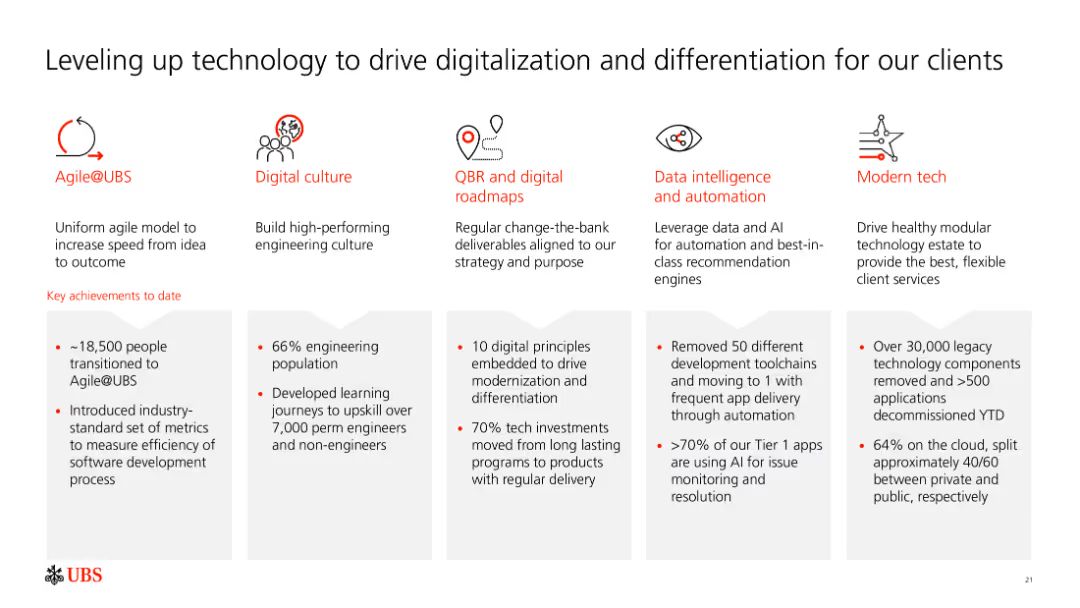 Leveling up technology to drive digitalization and differentiation for our clients
Agile@UBS
Uniform agile model to
increase speed from idea
to outcome
Digital culture
Build high-performing
engineering culture
QBR and digital
roadmaps
Regular change-the-bank
deliverables aligned to our
strategy and purpose
Data intelligence
and automation
Leverage data and AI
for automation and best-in-
class recommendation
engines
Modern tech
Drive healthy modular
technology estate to
provide the best, flexible
client services
Key achievements to date
• ~18,500 people
transitioned to
Agile@UBS
• Introduced industry-
standard set of metrics
to measure efficiency of
software development
process
• 66% engineering
population
• Developed learning
journeys to upskill over
7,000 perm engineers
and non-engineers
• 10 digital principles
embedded to drive
modernization and
differentiation
• 70% tech investments
moved from long lasting
programs to products
with regular delivery
• Removed 50 different
development toolchains
and moving to 1 with
frequent app delivery
through automation
• >70% of our Tier 1 apps
are using AI for issue
monitoring and
resolution
• Over 30,000 legacy
technology components
removed and >500
applications
decommissioned YTD
• 64% on the cloud, split
approximately 40/60
between private and
public, respectively
UBS
21